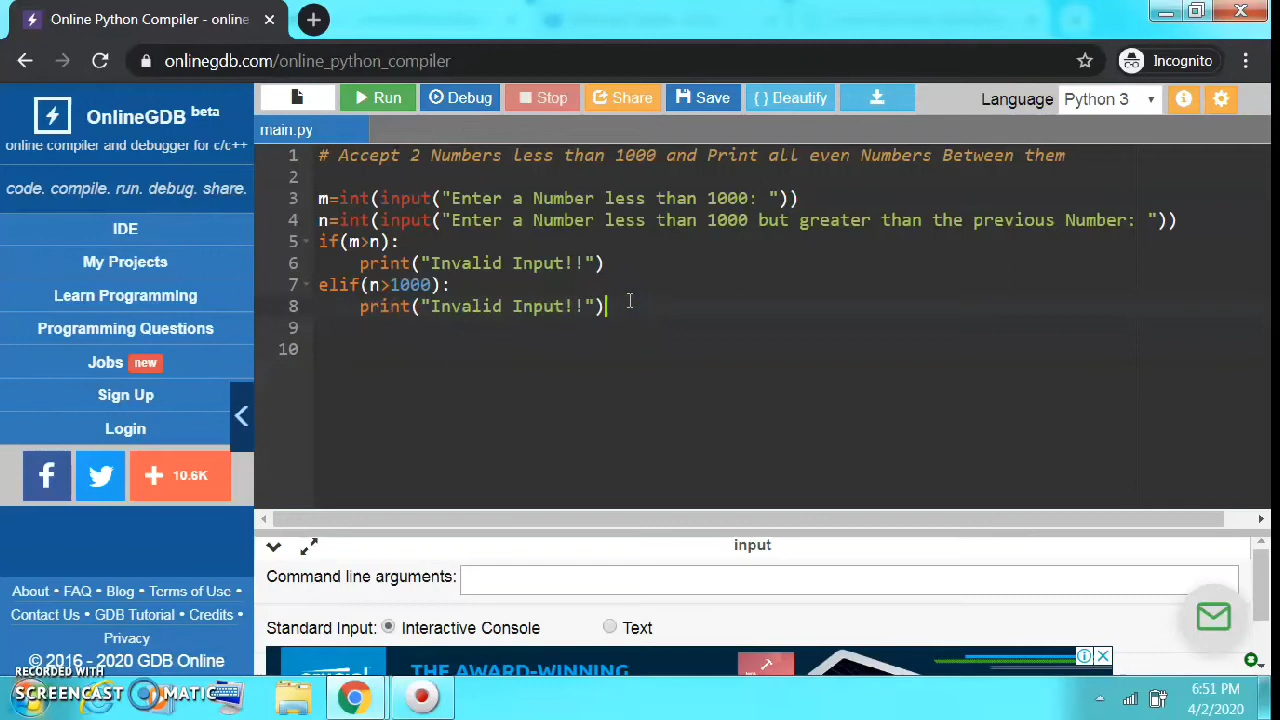 Online Python Compiler - online
onlinegdb.com/online_python_compiler
Incognito
OnlineGDB beta
online compiler and debugger for c/c++
code. compile. run. debug. share.
IDE
My Projects
Learn Programming
Programming Questions
Jobs new
Sign Up
Login
10.6K
About • FAQ • Blog • Terms of Use •
Contact Us • GDB Tutorial • Credits •
Privacy
© 2016 - 2020 GDB Online
Run Debug Stop Share Save { } Beautify Language Python 3
main.py
1 # Accept 2 Numbers less than 1000 and Print all even Numbers Between them
2
3 m=int(input("Enter a Number less than 1000: "))
4 n=int(input("Enter a Number less than 1000 but greater than the previous Number: "))
5 if(m>n):
6 print("Invalid Input!!")
7 elif(n>1000):
8 print("Invalid Input!!")
9
10
input
Command line arguments:
Standard Input: Interactive Console Text
THE AWARD-WINNING
RECORDED WITH
SCREENCAST MATIC
6:51 PM
4/2/2020